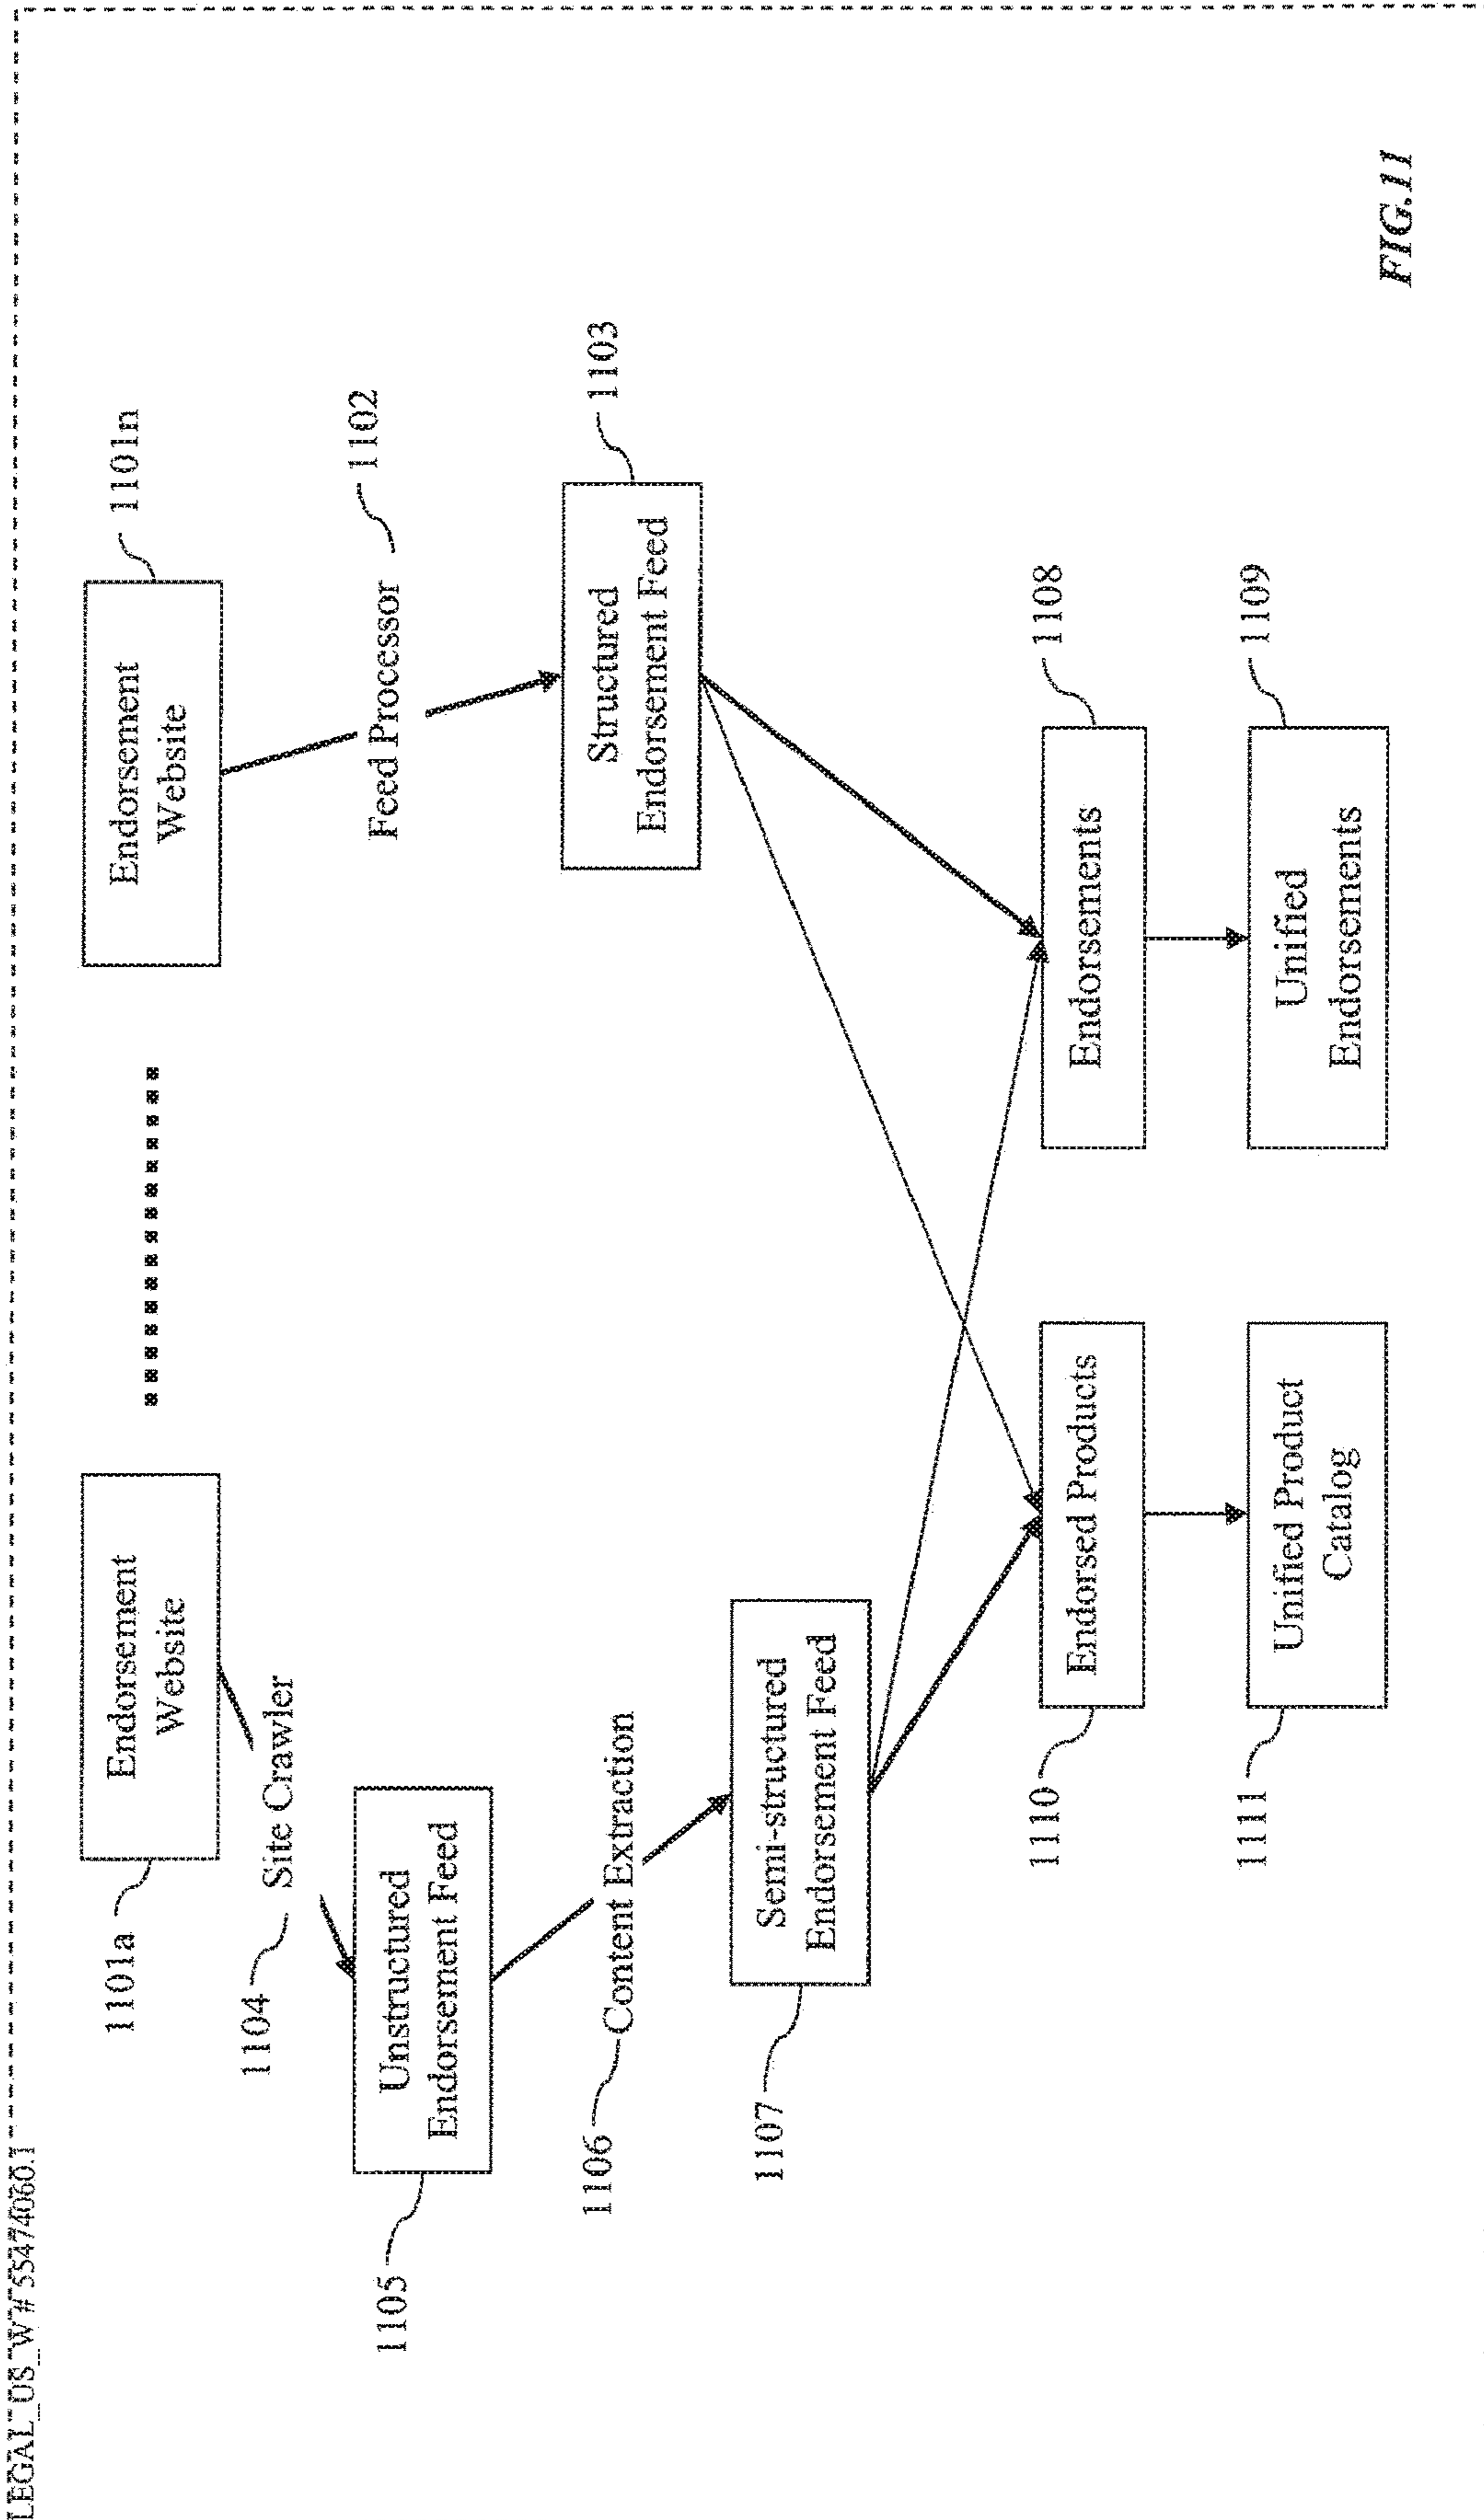 LEGAL_US_W # 55474060.1
Endorsement
Website
1101a
Endorsement
Website
1101n
1104
Site Crawler
Feed Processor
1102
Unstructured
Endorsement Feed
1105
Structured
Endorsement Feed
1103
1106
Content Extraction
Semi-structured
Endorsement Feed
1107
1110
Endorsed Products
Endorsements
1108
1111
Unified Product
Catalog
Unified
Endorsements
1109
FIG.11